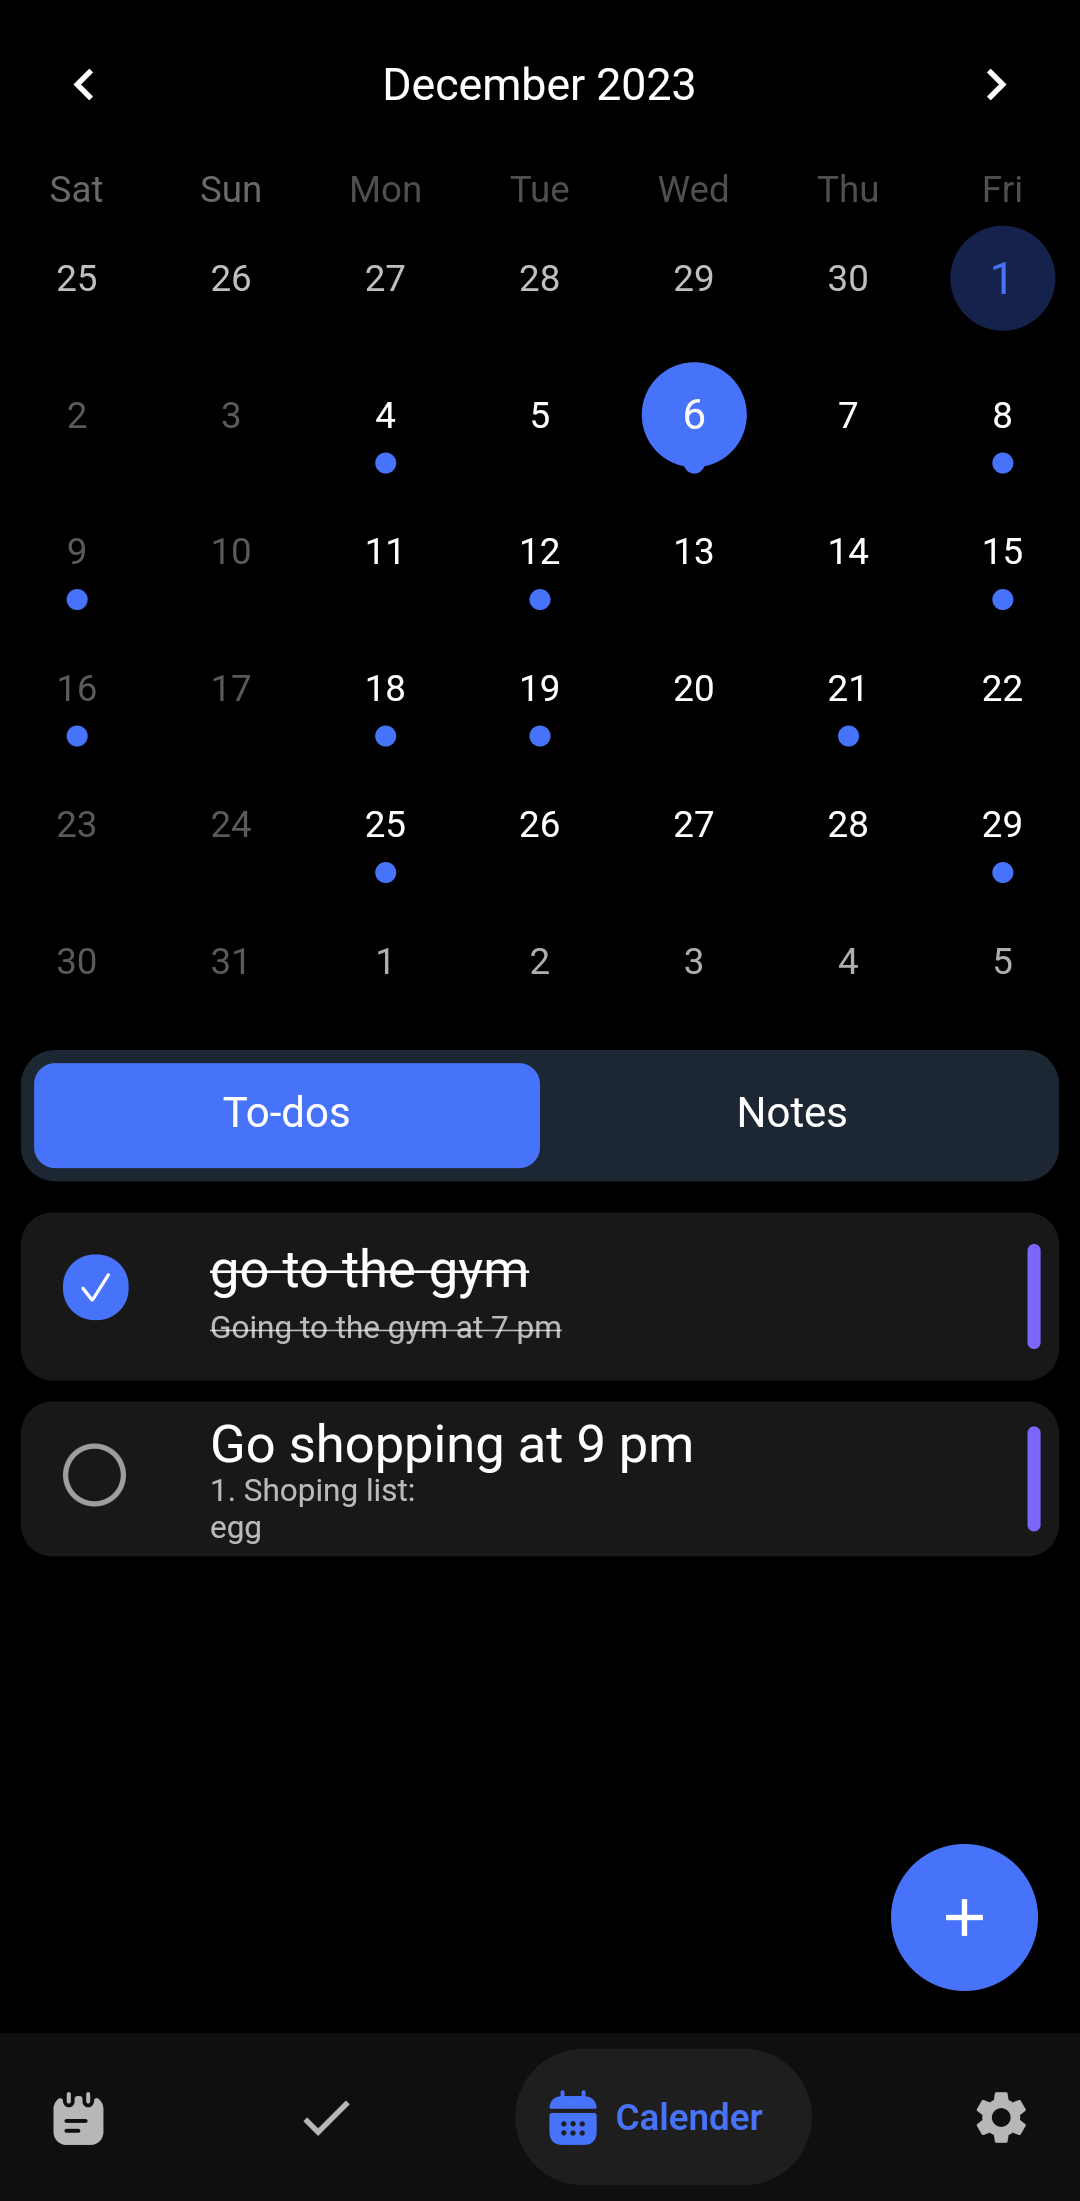 December 2023
Sat Sun Mon Tue Wed Thu Fri
25 26 27 28 29 30 1
2 3 4 5 6 7 8
9 10 11 12 13 14 15
16 17 18 19 20 21 22
23 24 25 26 27 28 29
30 31 1 2 3 4 5
To-dos Notes
go to the gym
Going to the gym at 7 pm
Go shopping at 9 pm
1. Shoping list:
egg
Calender